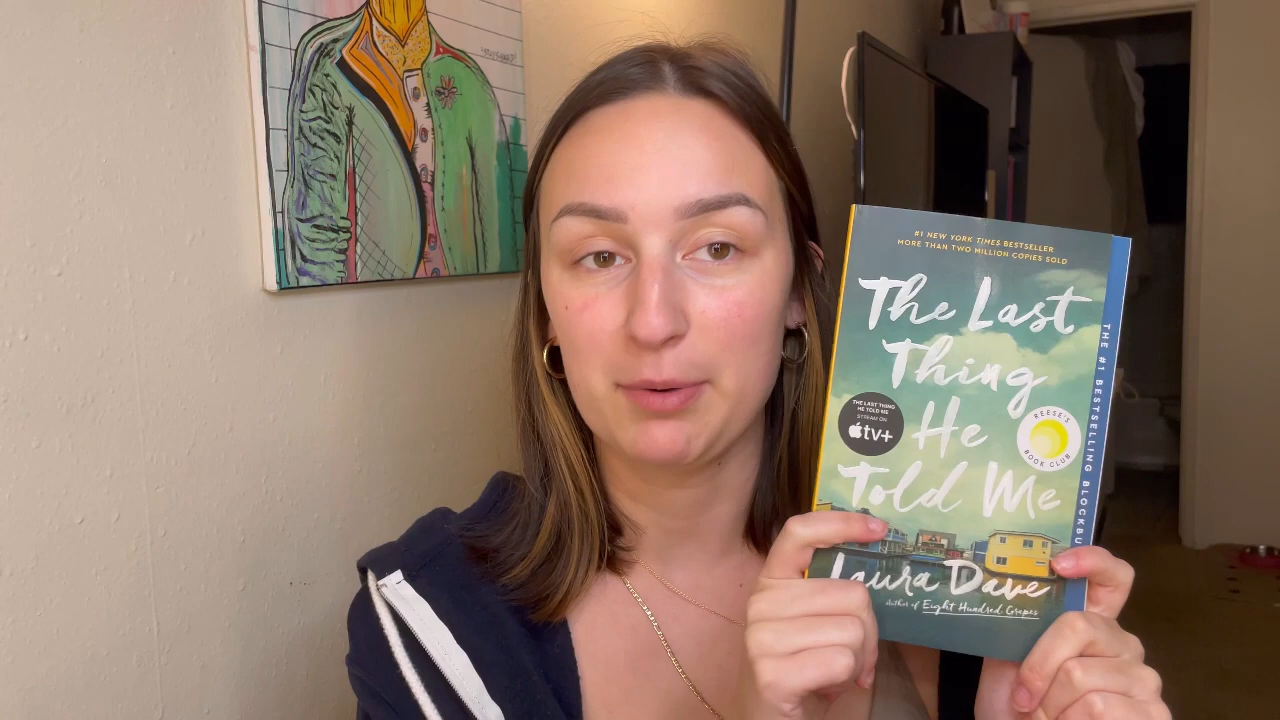 #1 NEW YORK TIMES BESTSELLER
MORE THAN TWO MILLION COPIES SOLD
The Last
Thing
He
Told Me
THE LAST THING
HE TOLD ME
STREAM ON
tv+
REESE'S
BOOK CLUB
THE #1 BESTSELLING BLOCKBU
Laura Dave
Author of Eight Hundred Grapes